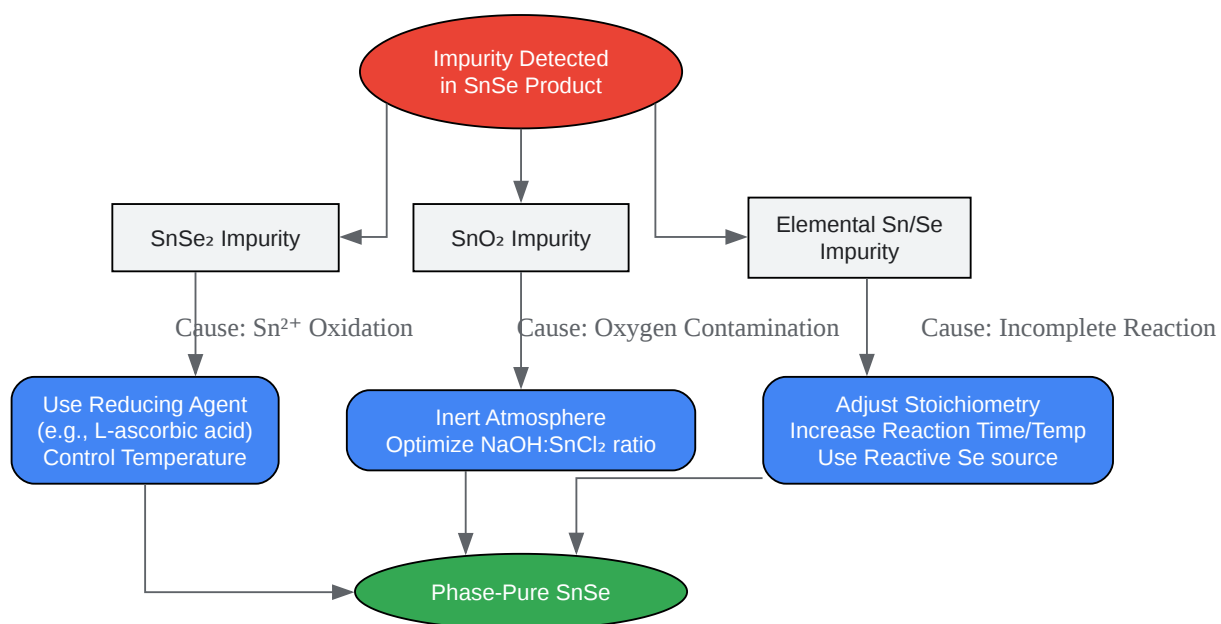 Impurity Detected
in SnSe Product
SnSe₂ Impurity
SnO₂ Impurity
Elemental Sn/Se
Impurity
Cause: Sn²⁺ Oxidation
Cause: Oxygen Contamination
Cause: Incomplete Reaction
Use Reducing Agent
(e.g., L-ascorbic acid)
Control Temperature
Inert Atmosphere
Optimize NaOH:SnCl₂ ratio
Adjust Stoichiometry
Increase Reaction Time/Temp
Use Reactive Se source
Phase-Pure SnSe